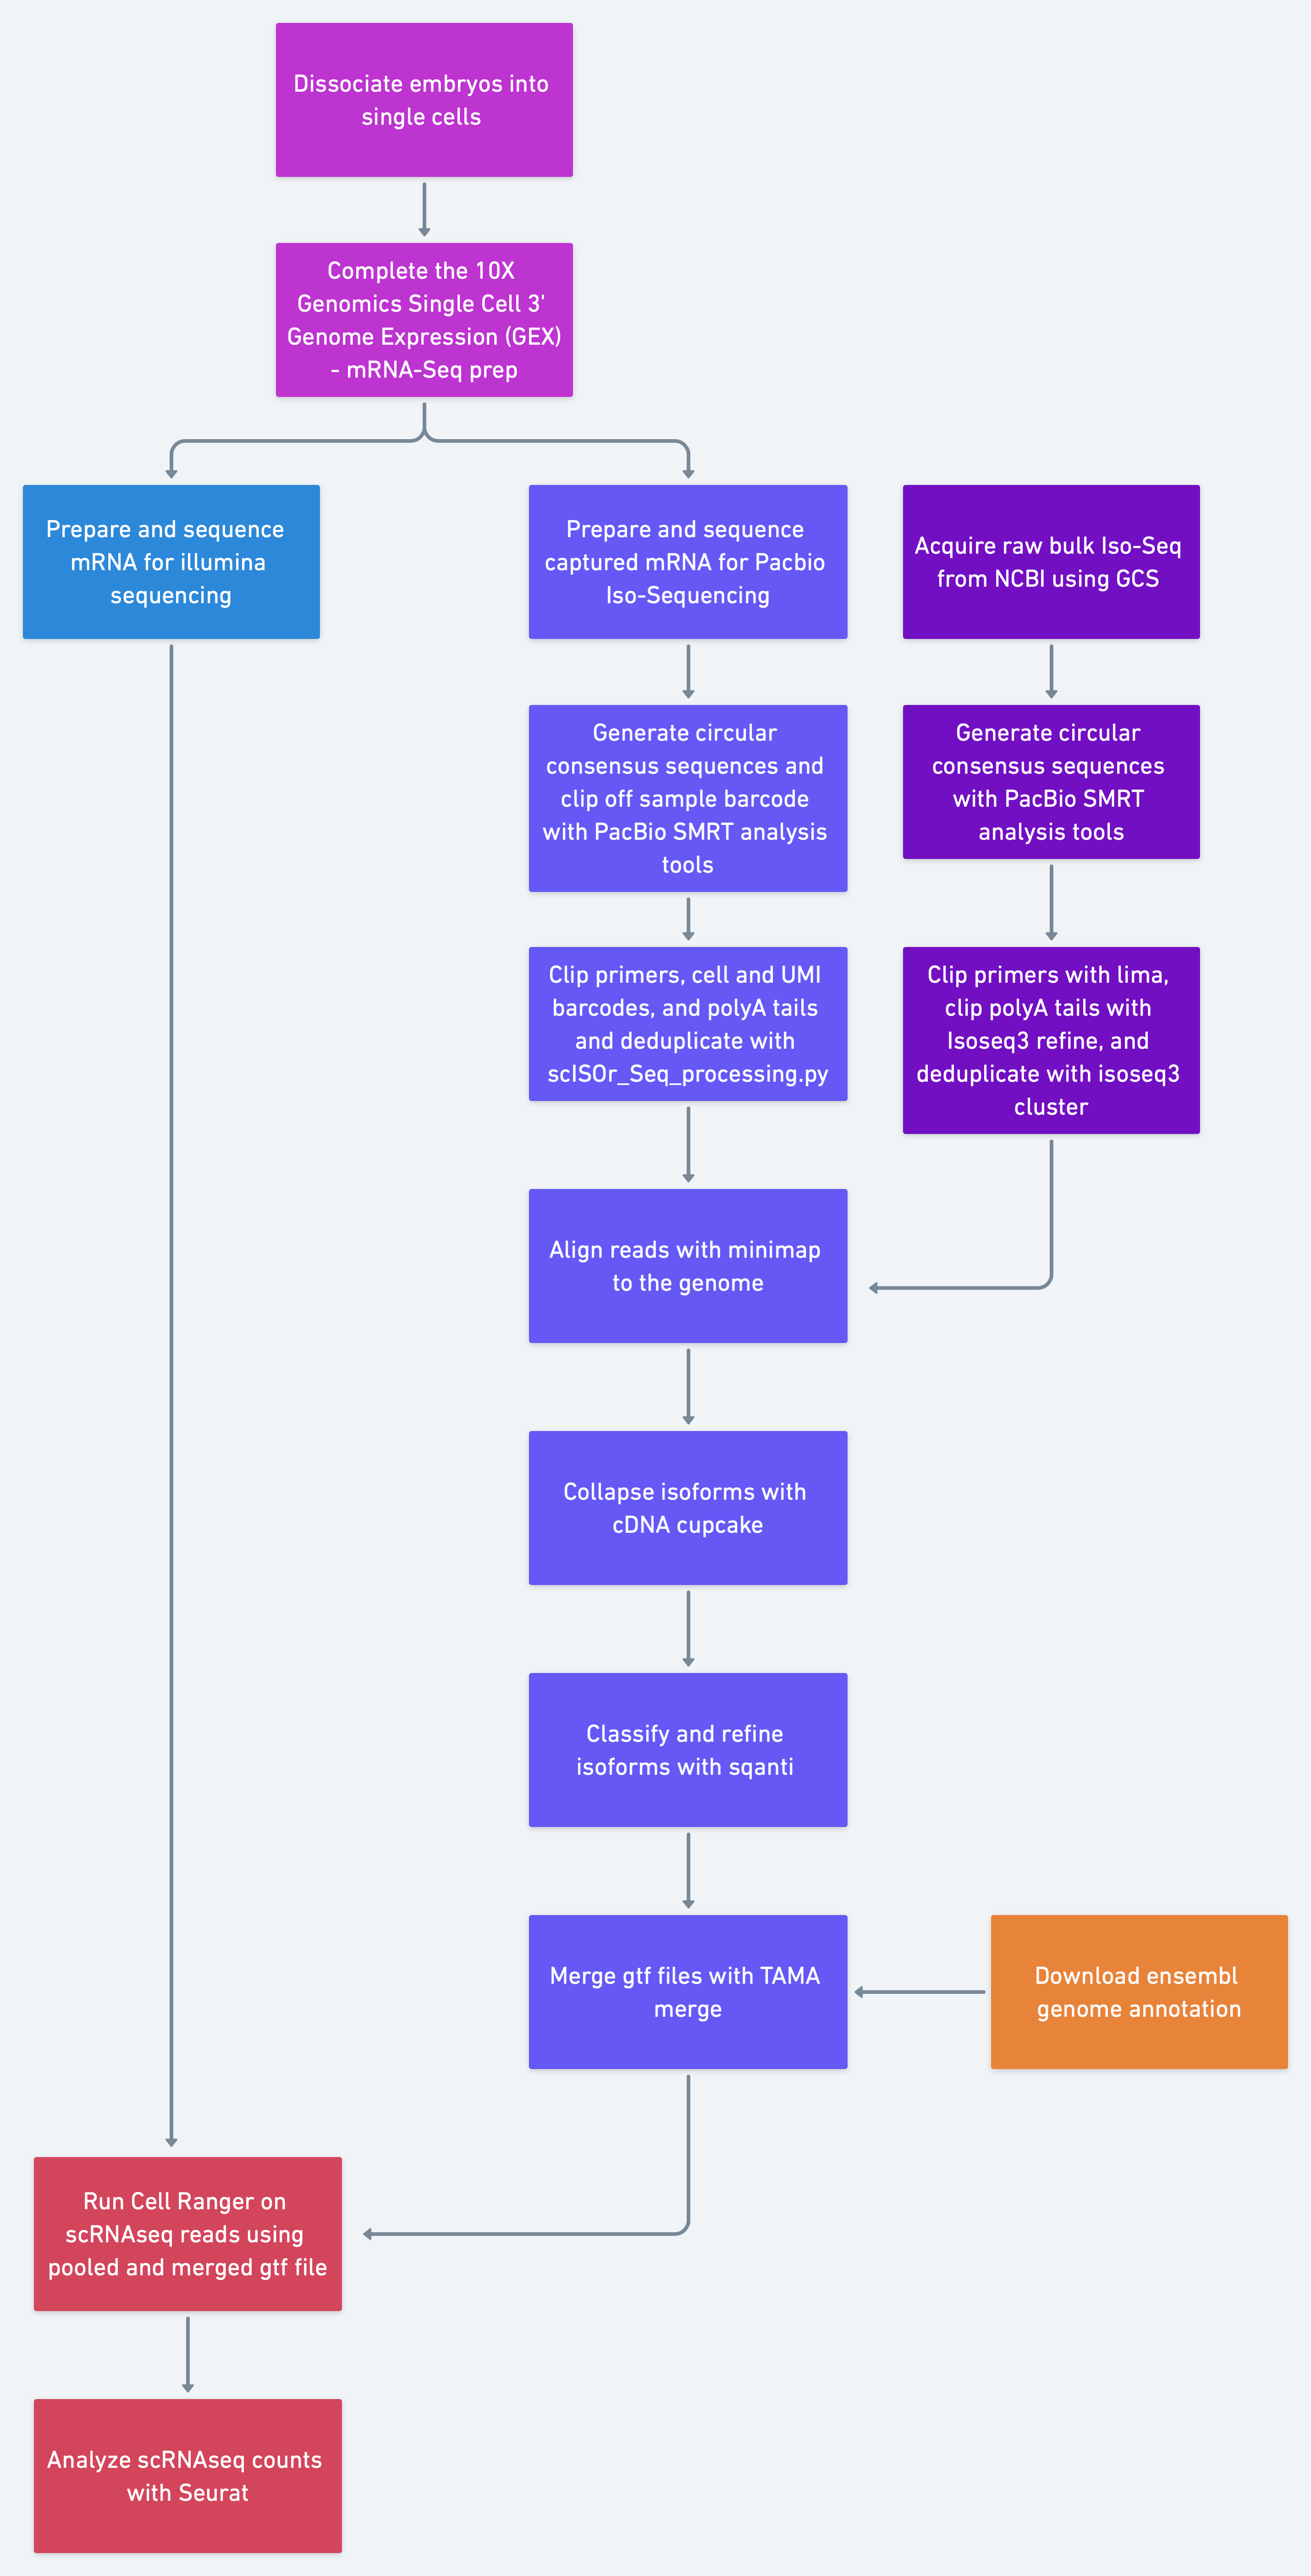 Dissociate embryos into
single cells
Complete the 10X
Genomics Single Cell 3'
Genome Expression (GEX)
- mRNA-Seq prep
Prepare and sequence
mRNA for illumina
sequencing
Prepare and sequence
captured mRNA for Pacbio
Iso-Sequencing
Acquire raw bulk Iso-Seq
from NCBI using GCS
Generate circular
consensus sequences and
clip off sample barcode
with PacBio SMRT analysis
tools
Generate circular
consensus sequences
with PacBio SMRT
analysis tools
Clip primers, cell and UMI
barcodes, and polyA tails
and deduplicate with
scISOr_Seq_processing.py
Clip primers with lima,
clip polyA tails with
Isoseq3 refine, and
deduplicate with isoseq3
cluster
Align reads with minimap
to the genome
Collapse isoforms with
cDNA cupcake
Classify and refine
isoforms with sqanti
Merge gtf files with TAMA
merge
Download ensembl
genome annotation
Run Cell Ranger on
scRNAseq reads using
pooled and merged gtf file
Analyze scRNAseq counts
with Seurat